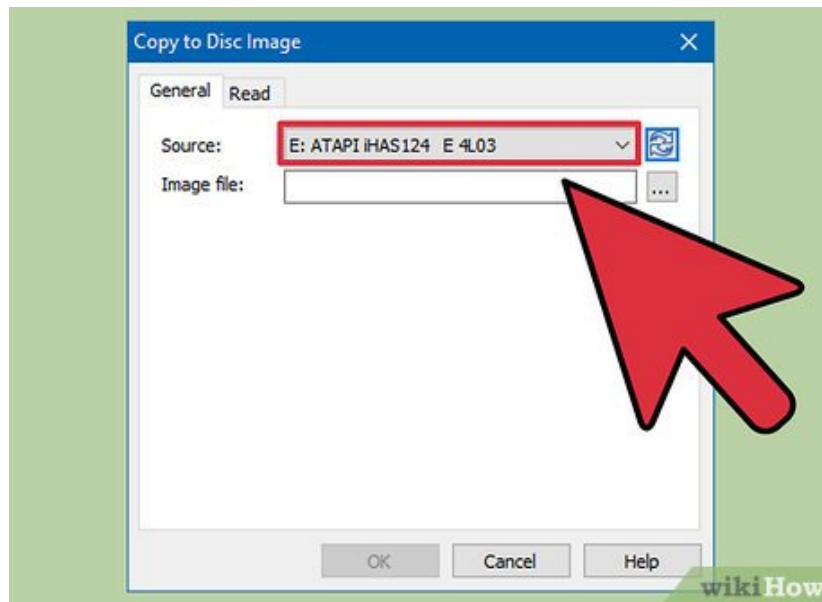 Copy to Disc Image
General Read
Source: E: ATAPI iHAS124 E 4L03
Image file: ...
OK Cancel Help
wikiHow